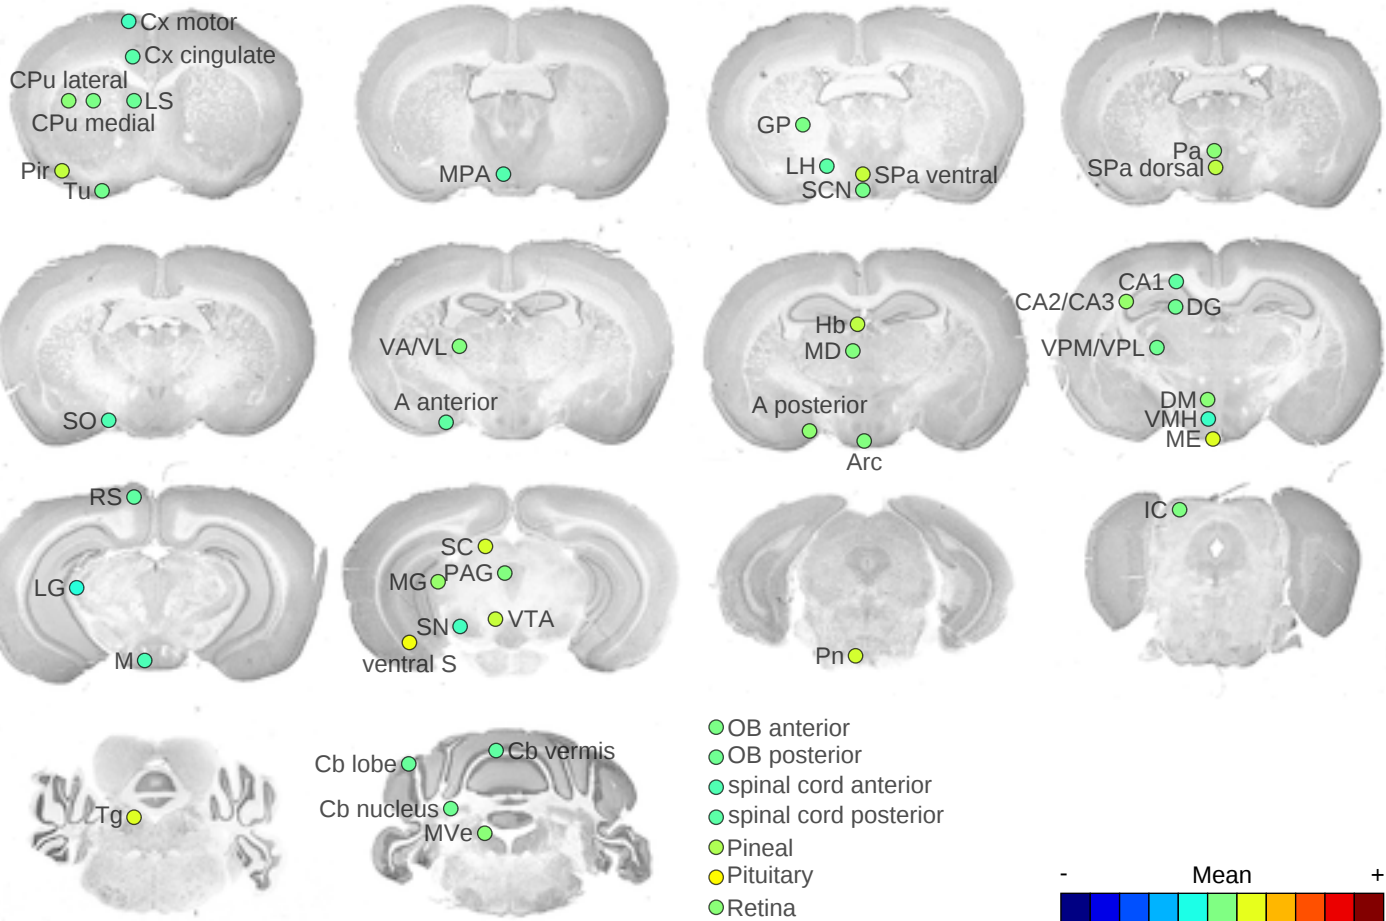 Cx motor
Cx cingulate
CPu lateral
LS
CPu medial
Pir
Tu
MPA
GP
LH
SPa ventral
SCN
Pa
SPa dorsal
SO
VA/VL
A anterior
Hb
MD
A posterior
Arc
CA1
CA2/CA3
DG
VPM/VPL
DM
VMH
ME
RS
LG
M
SC
MG
PAG
SN
VTA
ventral S
Pn
IC
Tg
Cb lobe
Cb vermis
Cb nucleus
MVe
OB anterior
OB posterior
spinal cord anterior
spinal cord posterior
Pineal
Pituitary
Retina
- Mean +